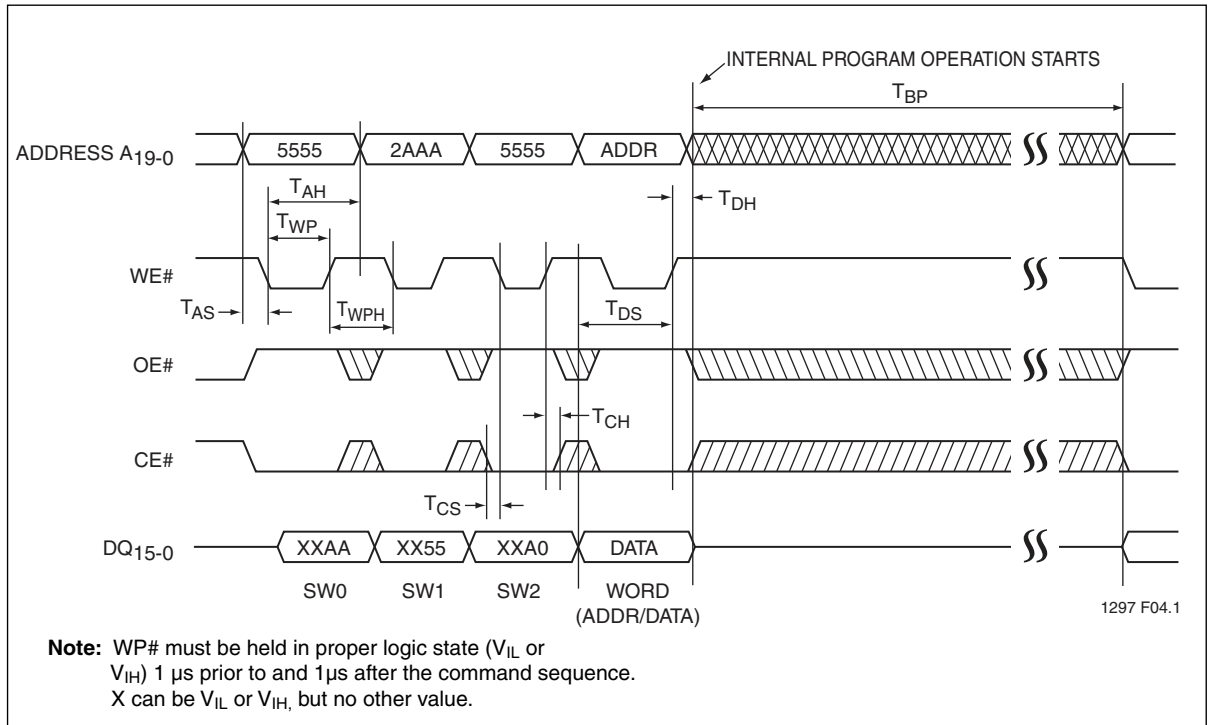 INTERNAL PROGRAM OPERATION STARTS
TBP
ADDRESS A19-0
5555
2AAA
5555
ADDR
TAH
TDH
TWP
WE#
TAS
TWPH
TDS
OE#
TCH
CE#
TCS
DQ15-0
XXAA
XX55
XXA0
DATA
SW0
SW1
SW2
WORD
(ADDR/DATA)
1297 F04.1
Note: WP# must be held in proper logic state (VIL or
VIH) 1 µs prior to and 1µs after the command sequence.
X can be VIL or VIH, but no other value.